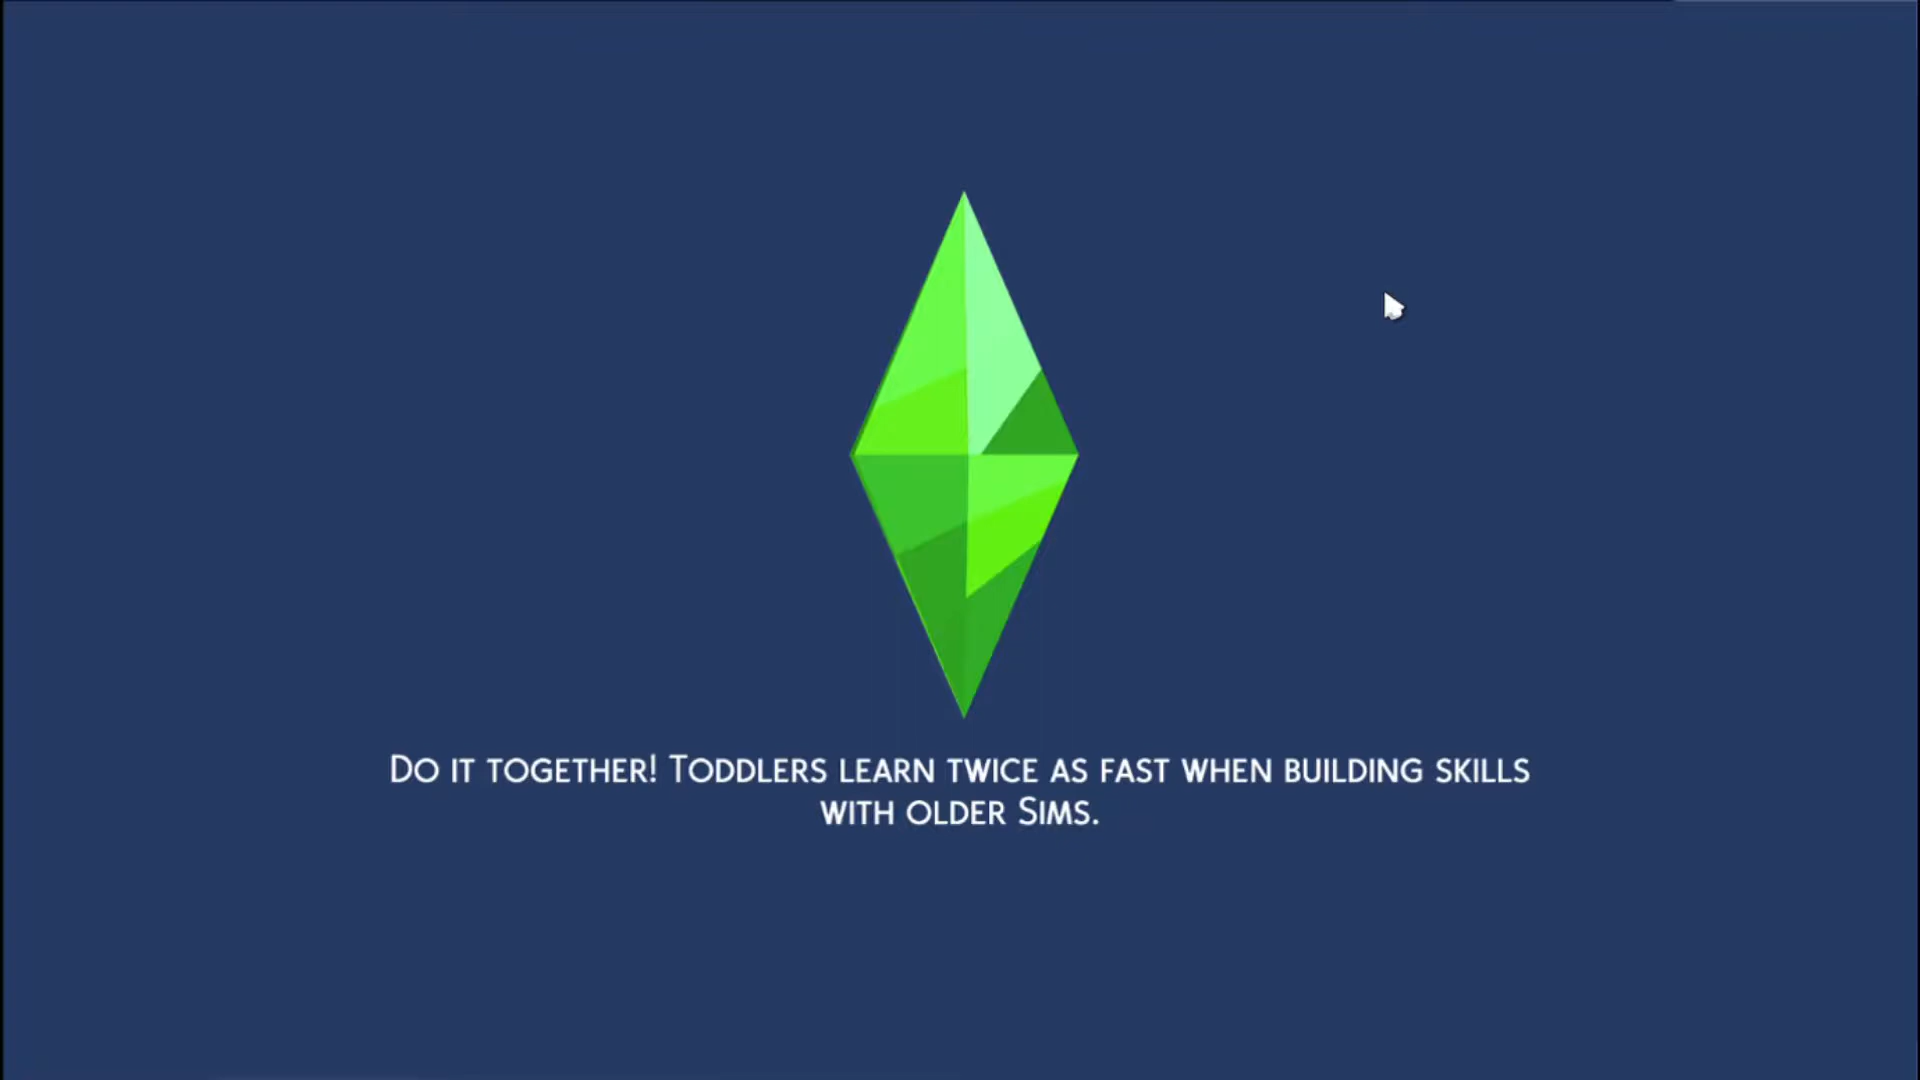 Do it together! Toddlers learn twice as fast when building skills
with older Sims.